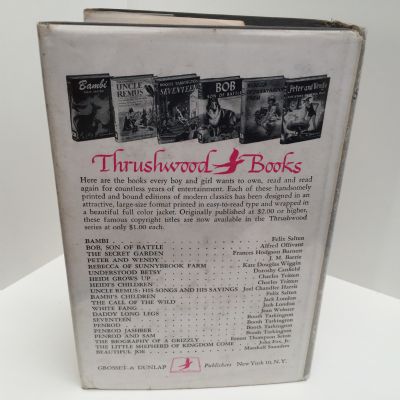 Bambi
UNCLE REMUS
BOOTH TARKINGTON
SEVENTEEN
BOB
SON OF BATTLE
Peter and Wendy
Thrushwood Books
Here are the books every boy and girl wants to own, read and read
again for countless years of entertainment. Each of these handsomely
printed and bound editions of modern classics has been designed in an
attractive, large-size format printed in easy-to-read type and wrapped in
a beautiful full color jacket. Originally published at $2.00 or higher,
these famous copyright titles are now available in the Thrushwood
series at only $1.00 each.
BAMBI Felix Salten
BOB, SON OF BATTLE Alfred Ollivant
THE SECRET GARDEN Frances Hodgson Burnett
PETER AND WENDY J. M. Barrie
REBECCA OF SUNNYBROOK FARM Kate Douglas Wiggin
UNDERSTOOD BETSY Dorothy Canfield
HEIDI GROWS UP Charles Tritten
HEIDI'S CHILDREN Charles Tritten
UNCLE REMUS: HIS SONGS AND HIS SAYINGS Joel Chandler Harris
BAMBI'S CHILDREN Felix Salten
THE CALL OF THE WILD Jack London
WHITE FANG Jack London
DADDY LONG LEGS Jean Webster
SEVENTEEN Booth Tarkington
PENROD Booth Tarkington
PENROD JASHBER Booth Tarkington
PENROD AND SAM Booth Tarkington
THE BIOGRAPHY OF A GRIZZLY Ernest Thompson Seton
THE LITTLE SHEPHERD OF KINGDOM COME John Fox, Jr.
BEAUTIFUL JOE Marshall Saunders
GROSSET & DUNLAP Publishers New York 10, N.Y.